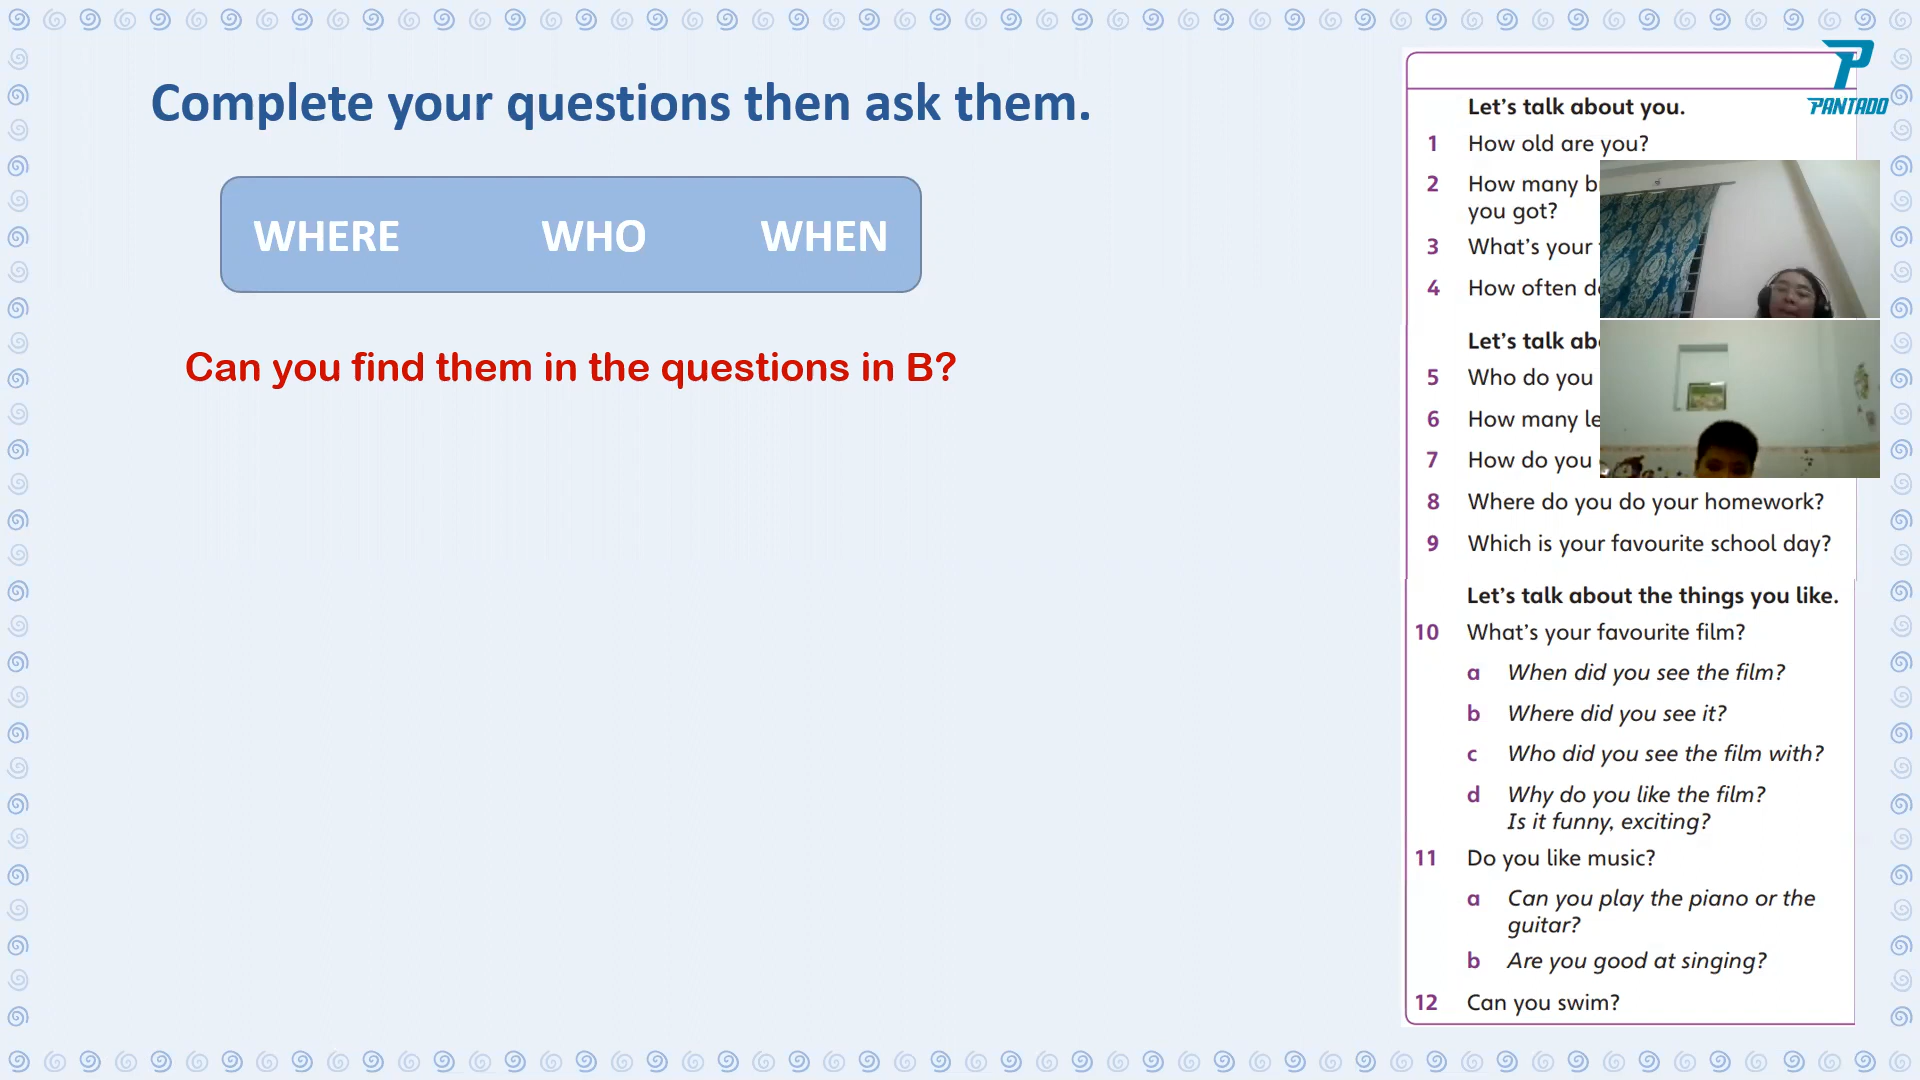 Complete your questions then ask them.
WHERE WHO WHEN
Can you find them in the questions in B?
PANTADO
Let's talk about you.
1 How old are you?
2 How many
you got?
3 What's your
4 How often
Let's talk
5 Who do you
6 How many
7 How do you
8 Where do you do your homework?
9 Which is your favourite school day?
Let's talk about the things you like.
10 What's your favourite film?
a When did you see the film?
b Where did you see it?
c Who did you see the film with?
d Why do you like the film?
Is it funny, exciting?
11 Do you like music?
a Can you play the piano or the
guitar?
b Are you good at singing?
12 Can you swim?